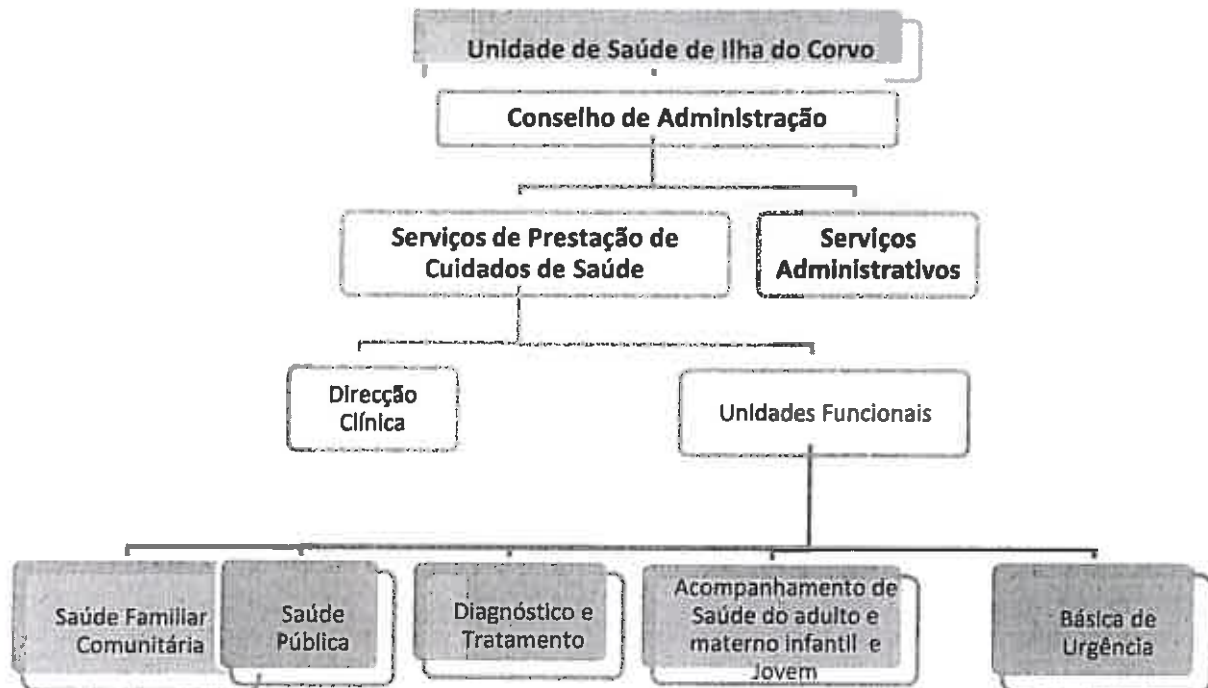 Unidade de Saúde de Ilha do Corvo
Conselho de Administração
Serviços de Prestação de
Cuidados de Saúde
Serviços
Administrativos
Direcção
Clínica
Unidades Funcionais
Saúde Familiar
Comunitária
Saúde
Pública
Diagnóstico e
Tratamento
Acompanhamento de
Saúde do adulto e
materno infantil e
Jovem
Básica de
Urgência